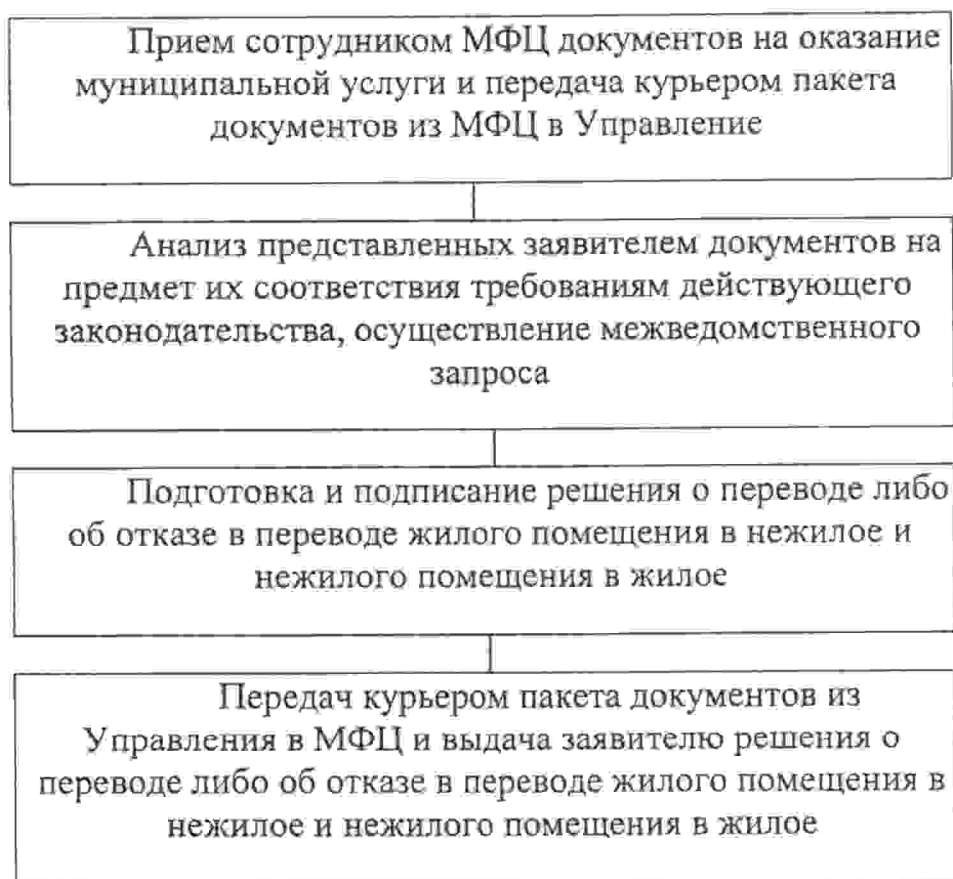 Прием сотрудником МФЦ документов на оказание
муниципальной услуги и передача курьером пакета
документов из МФЦ в Управление
Анализ представленных заявителем документов на
предмет их соответствия требованиям действующего
законодательства, осуществление межведомственного
запроса
Подготовка и подписание решения о переводе либо
об отказе в переводе жилого помещения в нежилое и
нежилого помещения в жилое
Передач курьером пакета документов из
Управления в МФЦ и выдача заявителю решения о
переводе либо об отказе в переводе жилого помещения в
нежилое и нежилого помещения в жилое